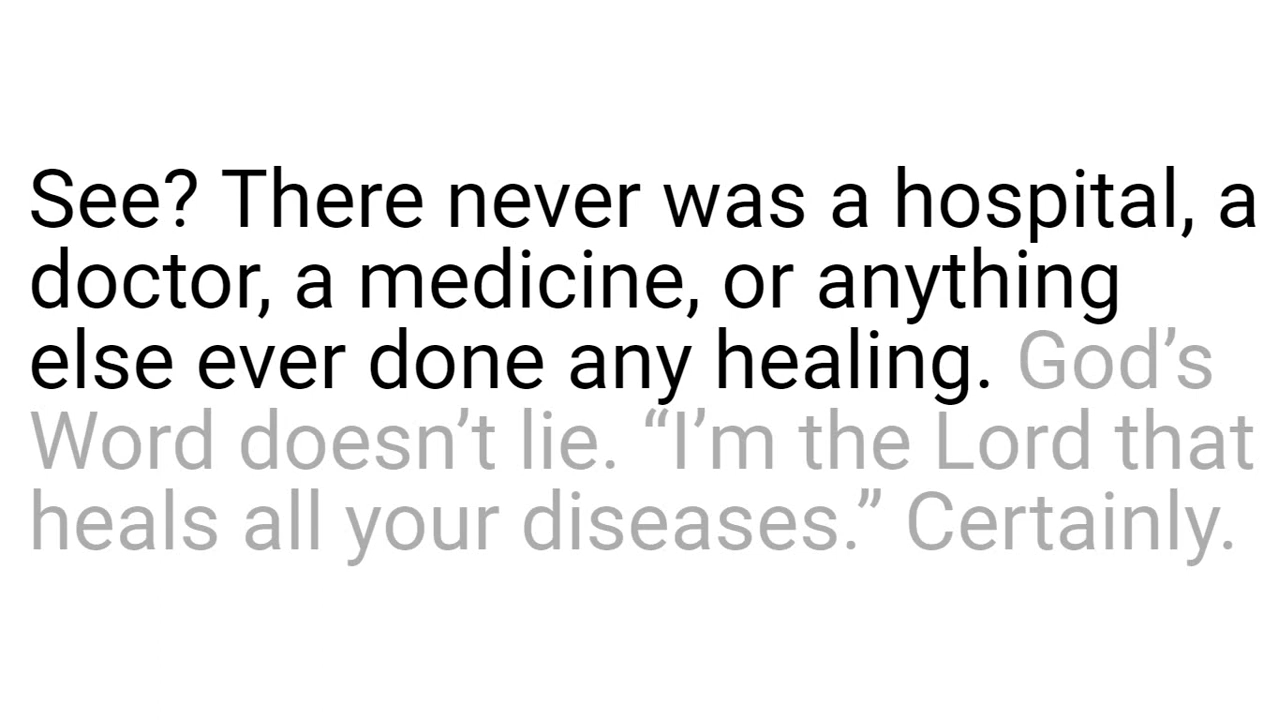 See? There never was a hospital, a
doctor, a medicine, or anything
else ever done any healing. God’s
Word doesn’t lie. “I’m the Lord that
heals all your diseases.” Certainly.